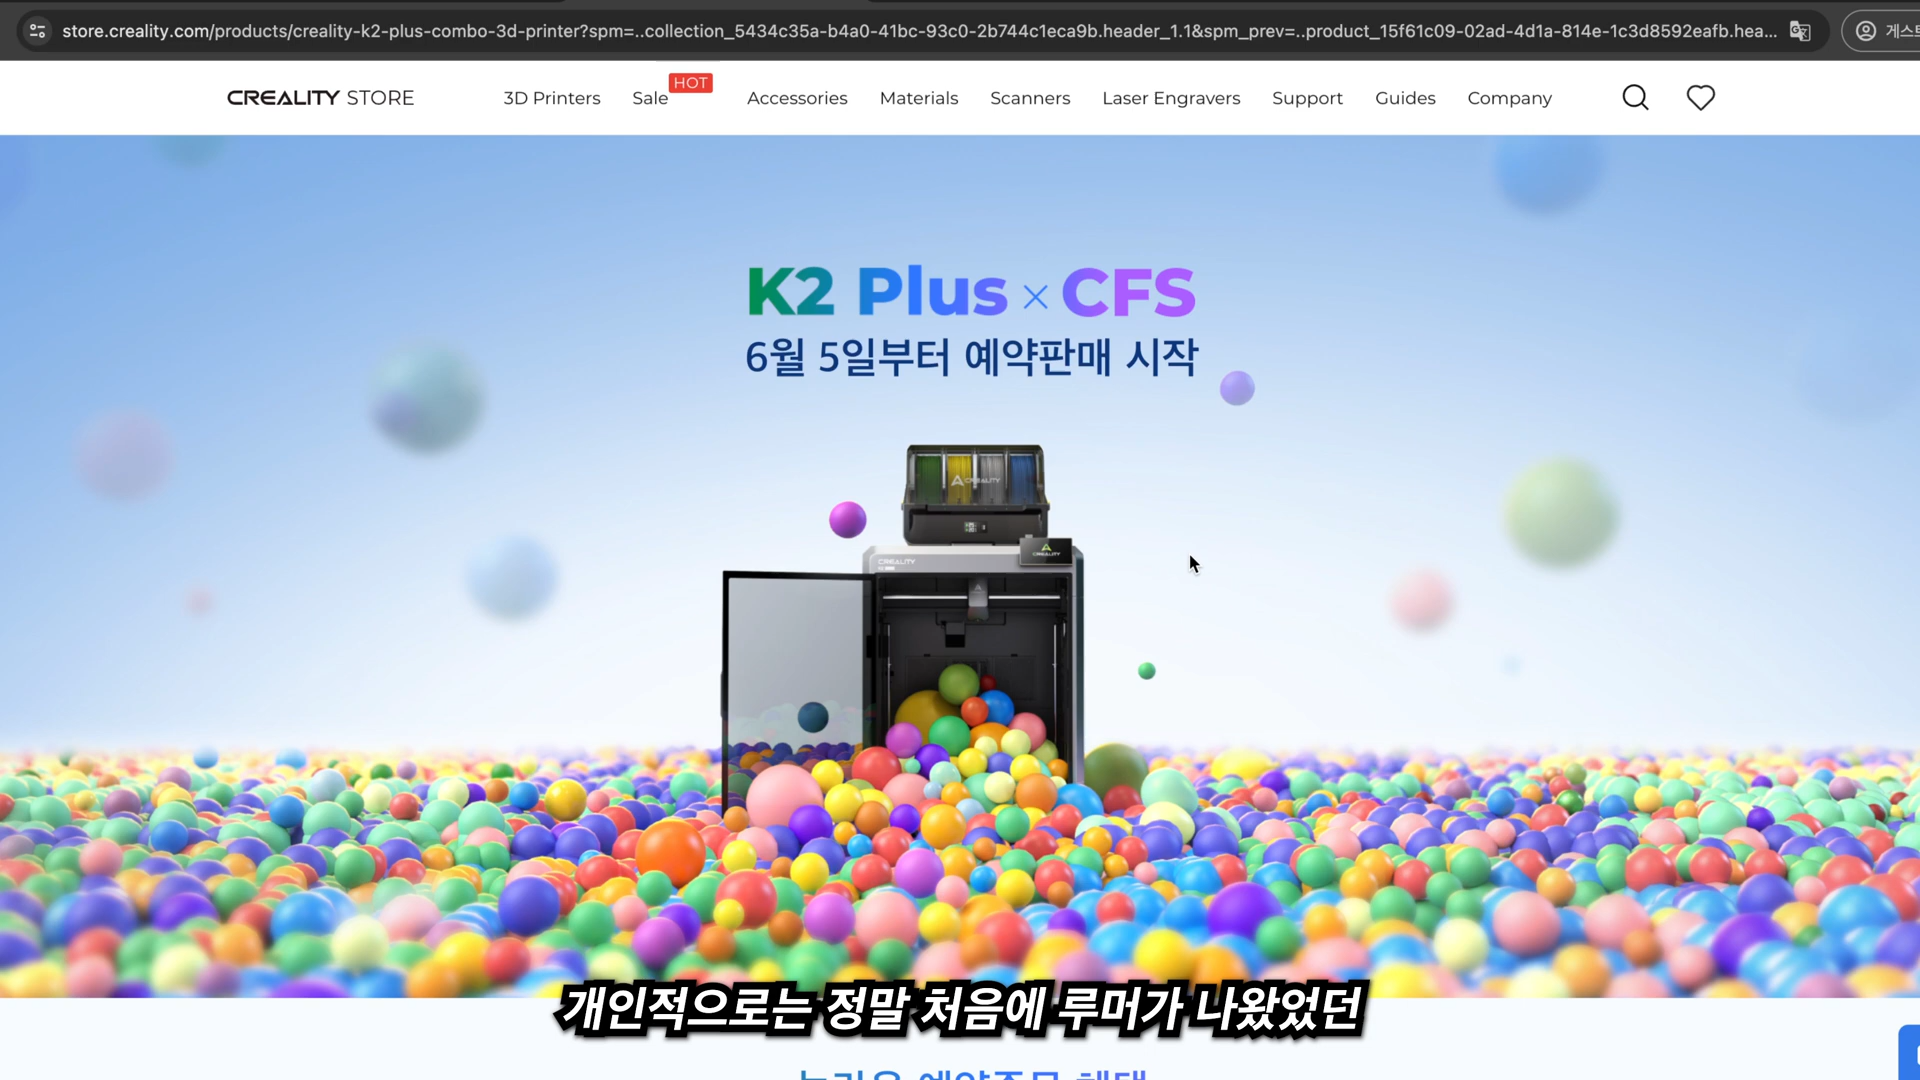 store.creality.com/products/creality-k2-plus-combo-3d-printer?spm=..collection_5434c35a-b4a0-41bc-93c0-2b744c1eca9b.header_1.1&spm_prev=..product_15f61c09-02ad-4d1a-814e-1c3d8592eafb.hea...
CREALITY STORE 3D Printers Sale HOT Accessories Materials Scanners Laser Engravers Support Guides Company
K2 Plus × CFS
6월 5일부터 예약판매 시작
CREALITY
CREALITY
CREALITY
개인적으로는 정말 처음에 루머가 나왔었던